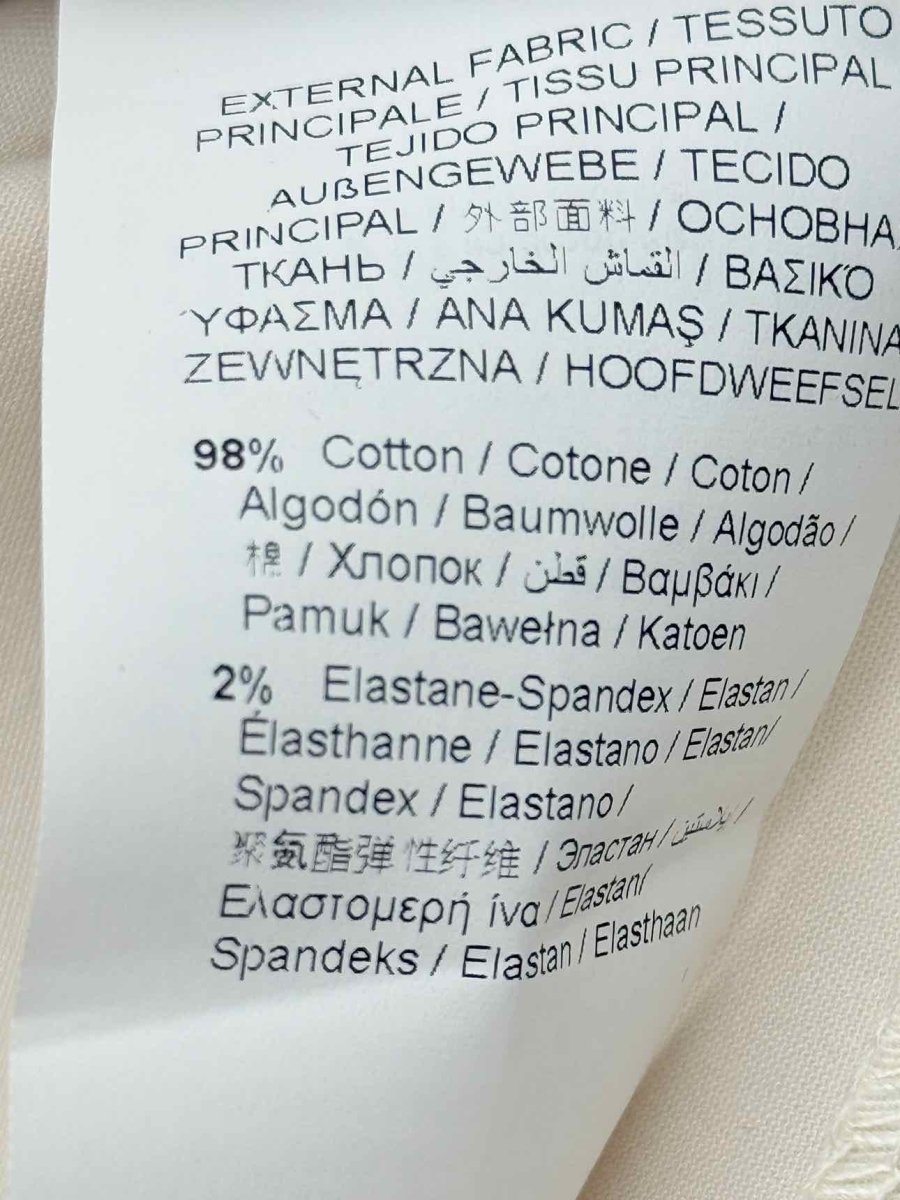 EXTERNAL FABRIC / TESSUTO
PRINCIPALE / TISSU PRINCIPAL
TEJIDO PRINCIPAL /
AUßENGEWEBE / TECIDO
PRINCIPAL / 外部面料 / ОСНОВНА
ТКАНЬ / القماش الخارجي / ΒΑΣΙΚΌ
ΎΦΑΣΜΑ / ANA KUMAŞ / TKANINA
ZEWNĘTRZNA / HOOFDWEEFSEL
98% Cotton / Cotone / Coton /
Algodón / Baumwolle / Algodão /
棉 / Хлопок / قطن / Βαμβάκι /
Pamuk / Bawełna / Katoen
2% Elastane-Spandex / Elastan /
Élasthanne / Elastano / Elastan/
Spandex / Elastano /
聚氨酯弹性纤维 / Эластан / /
Ελαστομερή ίνα / Elastan/
Spandeks / Elastan / Elasthaan